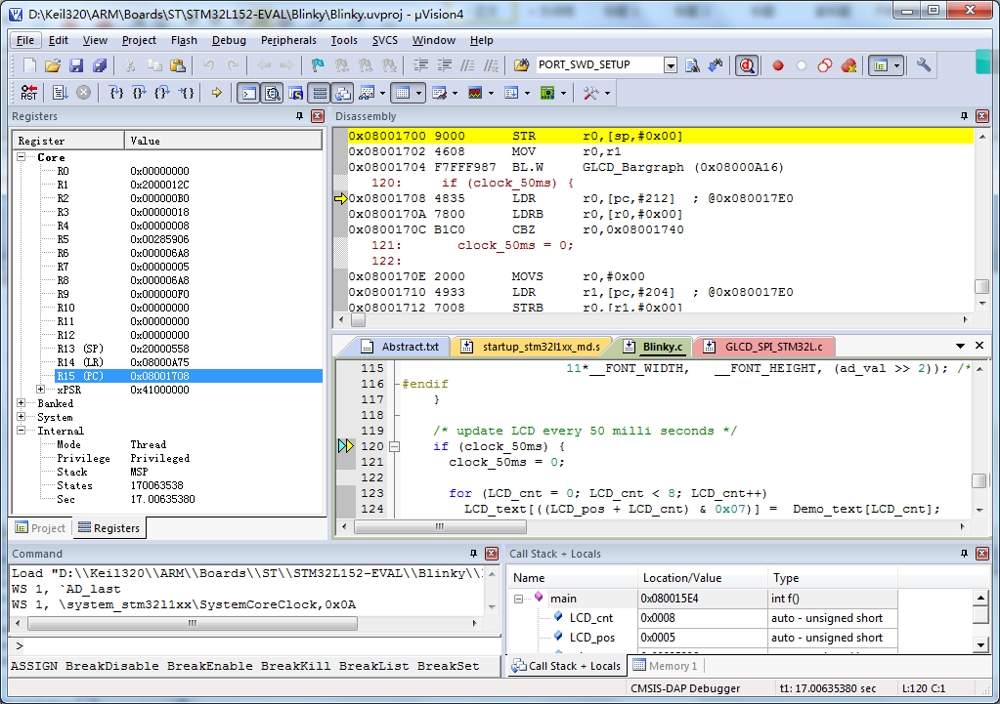 D:\Keil320\ARM\Boards\ST\STM32L152-EVAL\Blinky\Blinky.uvproj - µVision4
File Edit View Project Flash Debug Peripherals Tools SVCS Window Help
PORT_SWD_SETUP
RST
Registers
Register Value
Core
R0 0x00000000
R1 0x2000012C
R2 0x000000B0
R3 0x00000018
R4 0x00000008
R5 0x00285906
R6 0x000006A8
R7 0x00000005
R8 0x000006A8
R9 0x000000F0
R10 0x00000000
R11 0x00000000
R12 0x00000000
R13 (SP) 0x20000558
R14 (LR) 0x08000A75
R15 (PC) 0x08001708
xPSR 0x41000000
Banked
System
Internal
Mode Thread
Privilege Privileged
Stack MSP
States 170063538
Sec 17.00635380
Project Registers
Disassembly
0x08001700 9000 STR r0,[sp,#0x00]
0x08001702 4608 MOV r0,r1
0x08001704 F7FFF987 BL.W GLCD_Bargraph (0x08000A16)
120: if (clock_50ms) {
0x08001708 4835 LDR r0,[pc,#212] ; @0x080017E0
0x0800170A 7800 LDRB r0,[r0,#0x00]
0x0800170C B1C0 CBZ r0,0x08001740
121: clock_50ms = 0;
122:
0x0800170E 2000 MOVS r0,#0x00
0x08001710 4933 LDR r1,[pc,#204] ; @0x080017E0
0x08001712 7008 STRB r0,[r1,#0x00]
Abstract.txt startup_stm32l1xx_md.s Blinky.c GLCD_SPI_STM32L.c
115 11*__FONT_WIDTH, __FONT_HEIGHT, (ad_val >> 2)); /*
116 #endif
117 }
118
119 /* update LCD every 50 milli seconds */
120 if (clock_50ms) {
121 clock_50ms = 0;
122
123 for (LCD_cnt = 0; LCD_cnt < 8; LCD_cnt++)
124 LCD_text[((LCD_pos + LCD_cnt) & 0x07)] = Demo_text[LCD_cnt];
Command
Load "D:\\Keil320\\ARM\\Boards\\ST\\STM32L152-EVAL\\Blinky\\
WS 1, `AD_last
WS 1, \system_stm32l1xx\SystemCoreClock,0x0A
>
ASSIGN BreakDisable BreakEnable BreakKill BreakList BreakSet
Call Stack + Locals
Name Location/Value Type
main 0x080015E4 int f()
LCD_cnt 0x0008 auto - unsigned short
LCD_pos 0x0005 auto - unsigned short
Call Stack + Locals Memory 1
CMSIS-DAP Debugger t1: 17.00635380 sec L:120 C:1